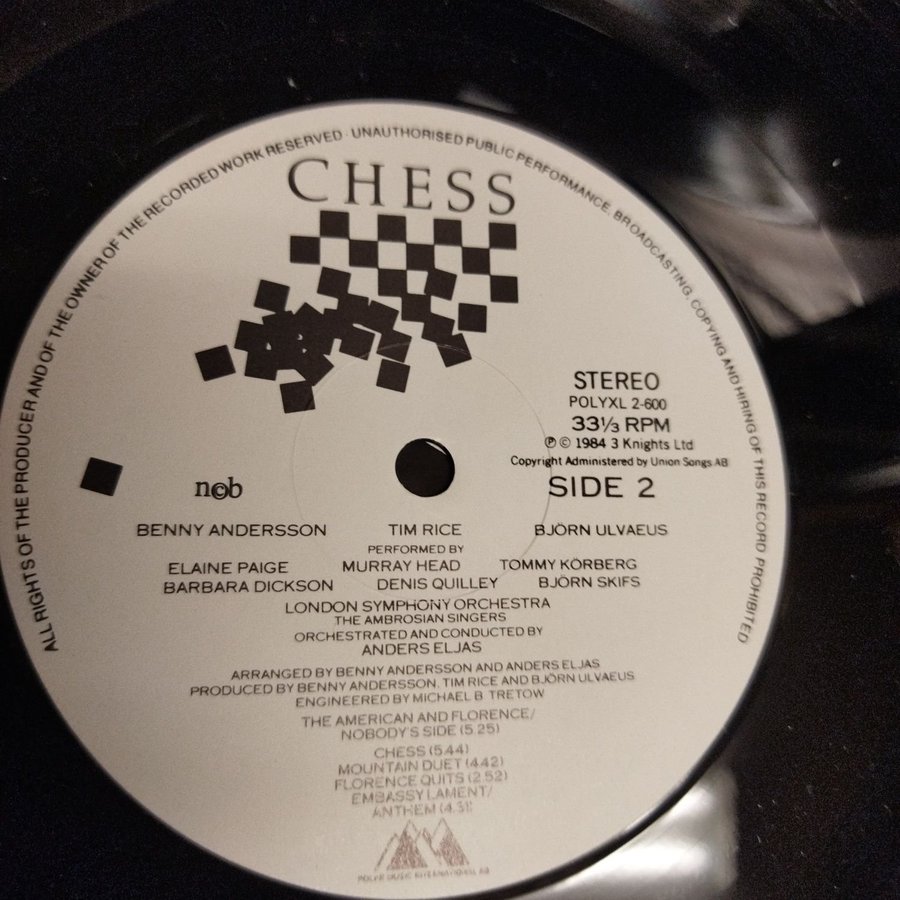 ALL RIGHTS OF THE PRODUCER AND OF THE OWNER OF THE RECORDED WORK RESERVED · UNAUTHORISED PUBLIC PERFORMANCE, BROADCASTING, COPYING AND HIRING OF THIS RECORD PROHIBITED
CHESS
STEREO
POLYXL 2-600
33⅓ RPM
℗ © 1984 3 Knights Ltd
Copyright Administered by Union Songs AB
n©b
SIDE 2
BENNY ANDERSSON TIM RICE BJÖRN ULVAEUS
PERFORMED BY
ELAINE PAIGE MURRAY HEAD TOMMY KÖRBERG
BARBARA DICKSON DENIS QUILLEY BJÖRN SKIFS
LONDON SYMPHONY ORCHESTRA
THE AMBROSIAN SINGERS
ORCHESTRATED AND CONDUCTED BY
ANDERS ELJAS
ARRANGED BY BENNY ANDERSSON AND ANDERS ELJAS
PRODUCED BY BENNY ANDERSSON, TIM RICE AND BJÖRN ULVAEUS
ENGINEERED BY MICHAEL B. TRETOW
THE AMERICAN AND FLORENCE/
NOBODY'S SIDE (5.25)
CHESS (5.44)
MOUNTAIN DUET (4.42)
FLORENCE QUITS (2.52)
EMBASSY LAMENT/
ANTHEM (4.31)
POLAR MUSIC INTERNATIONAL AB